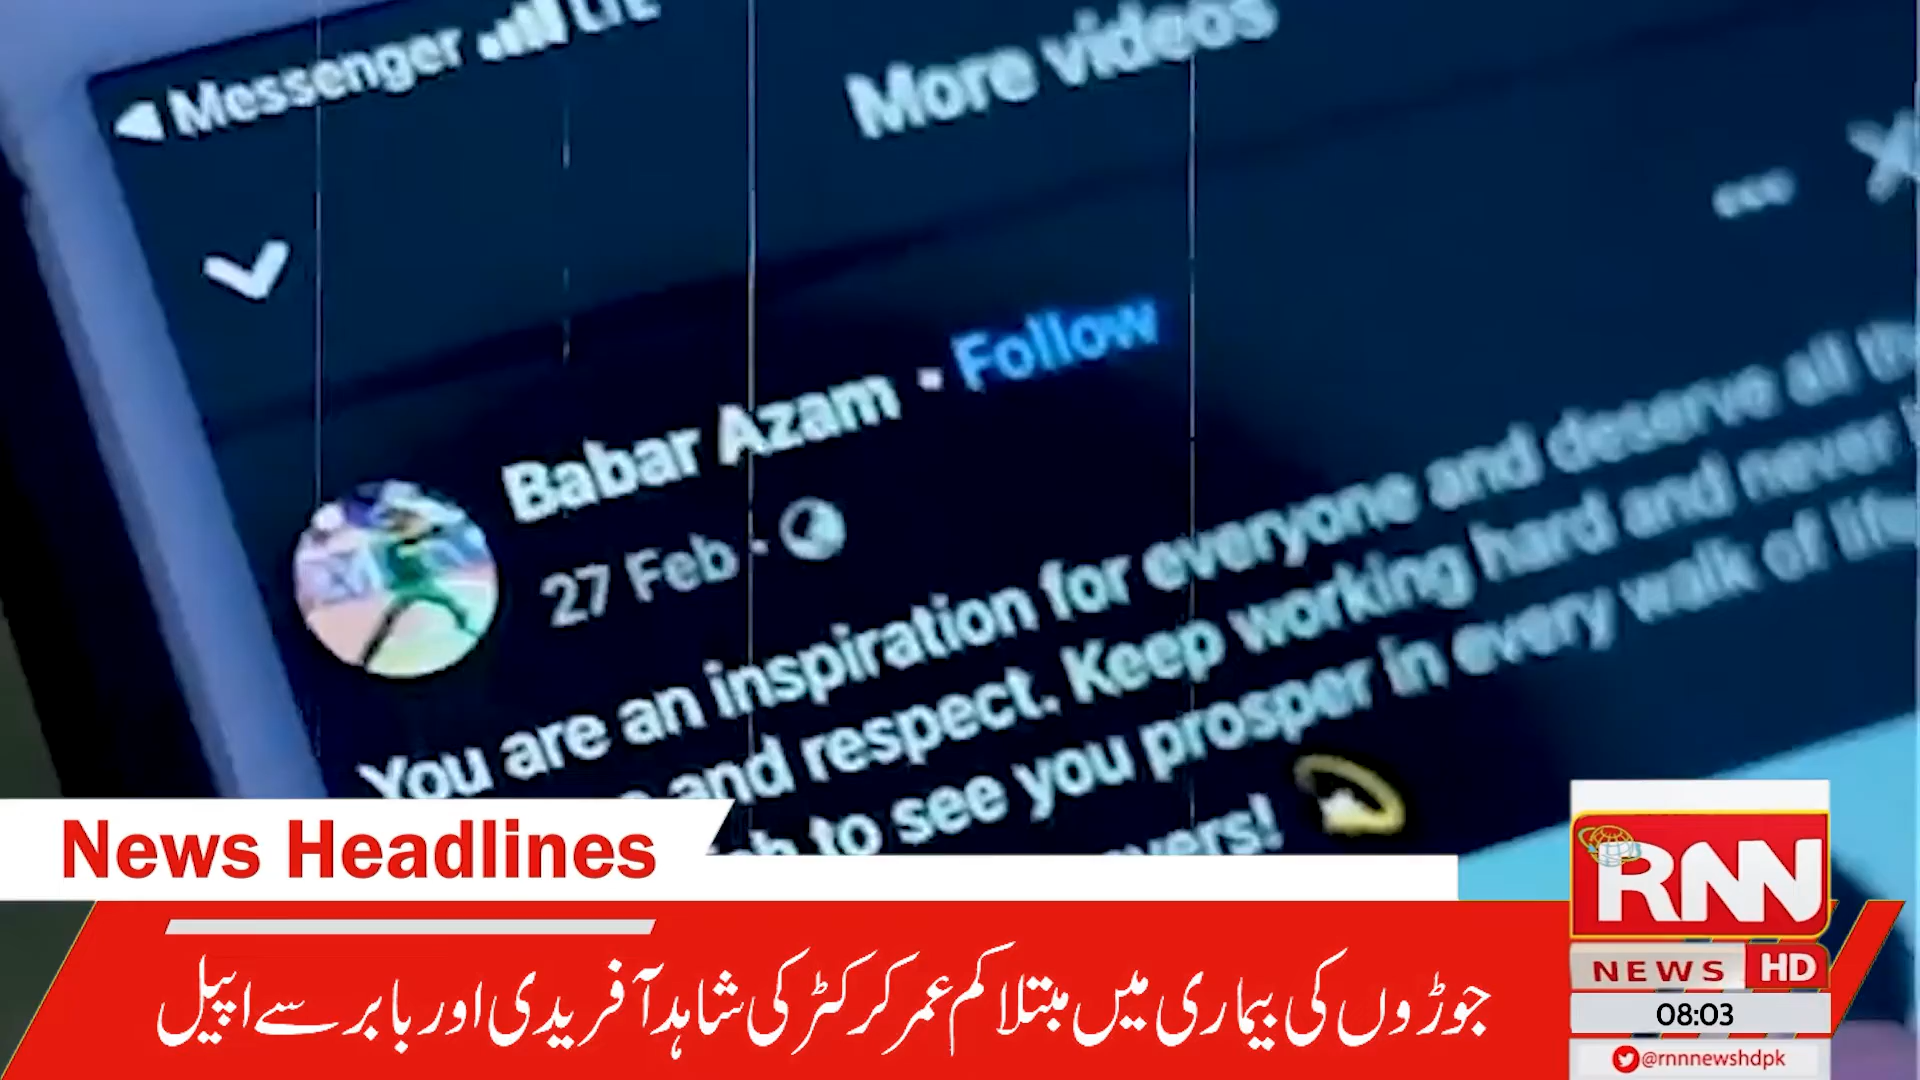 Messenger LTE
More videos
Babar Azam · Follow
27 Feb ·
You are an inspiration for everyone and deserve all
and respect. Keep working hard and never
to see you prosper in every walk of life
News Headlines
جوڑوں کی بیماری میں مبتلا کم عمر کرکٹر کی شاہد آفریدی اور بابر سے اپیل
RNN
NEWS HD
08:03
@rnnnewshdpk